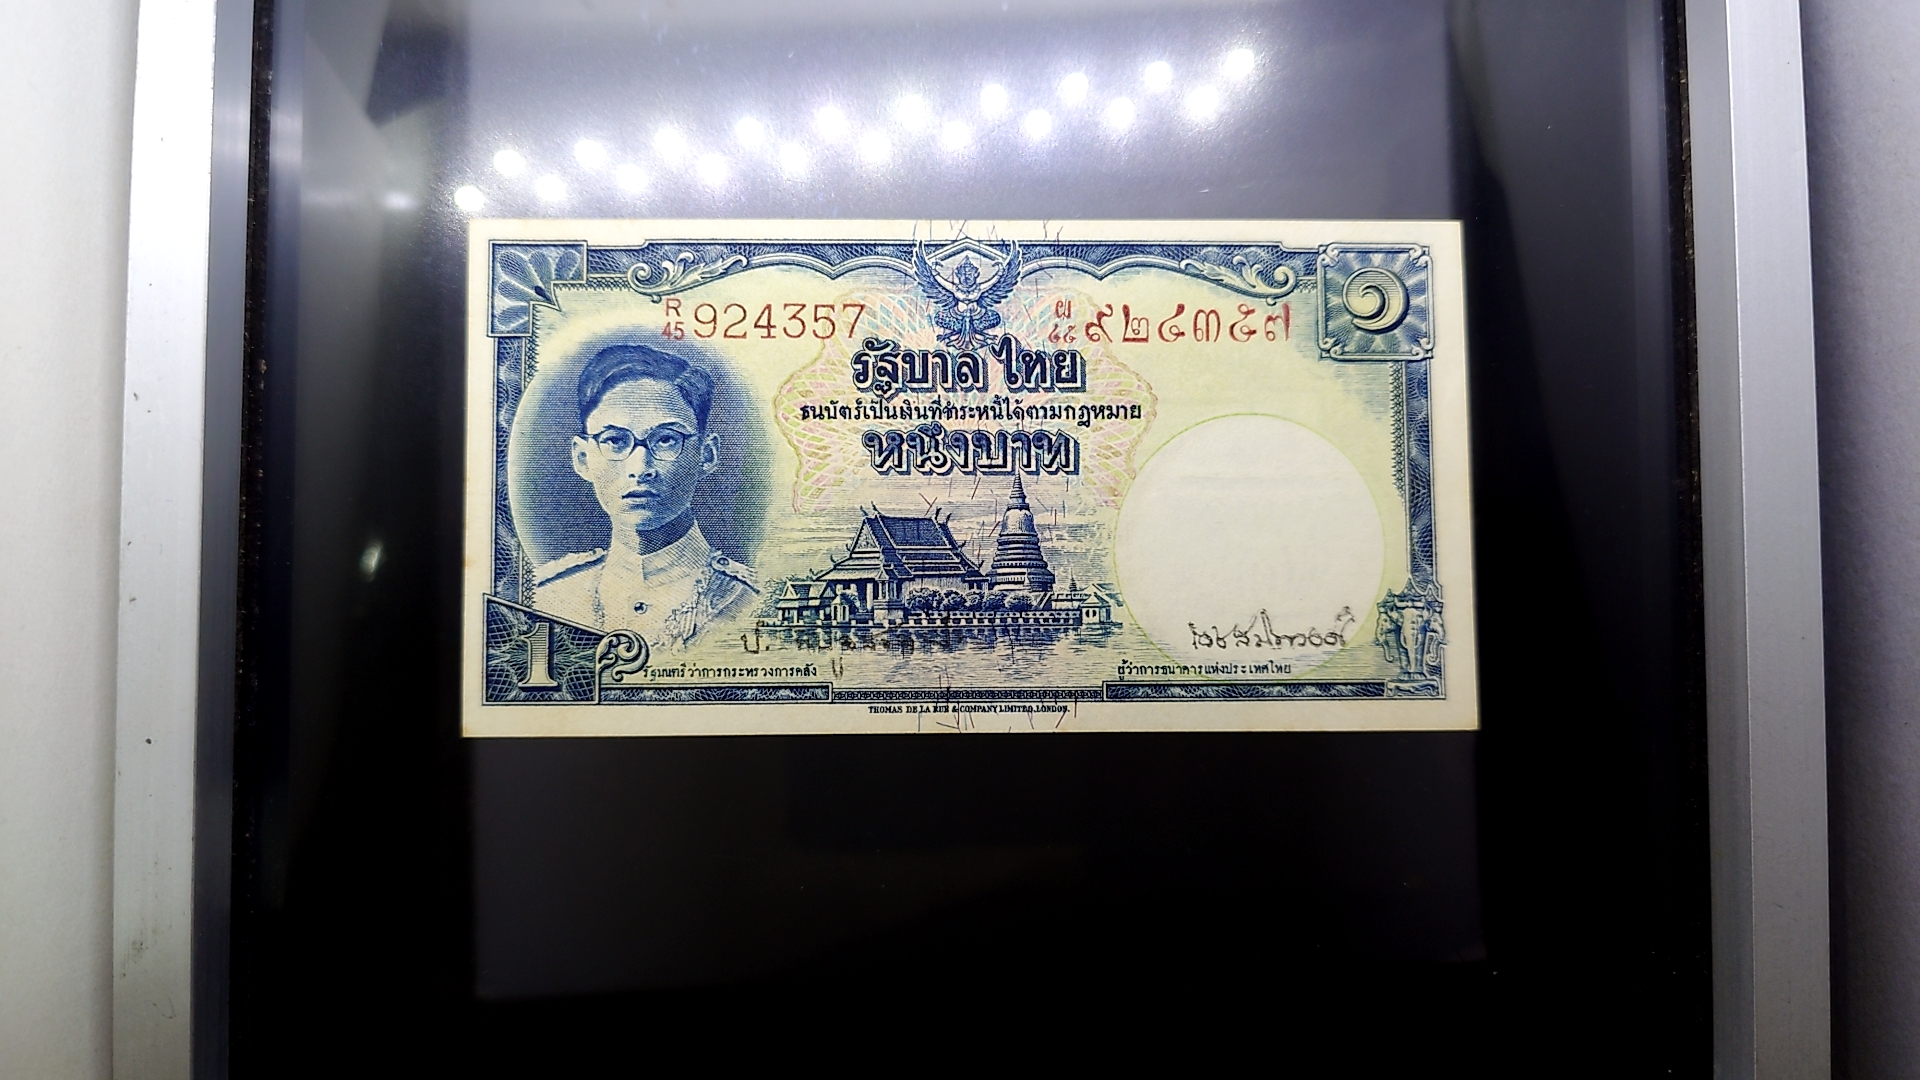 ๑
R/45 924357
ผ/๔๕ ๙๒๔๓๕๗
รัฐบาล ไทย
ธนบัตร์เป็นเงินที่ชำระหนี้ได้ตามกฎหมาย
หนึ่งบาท
1
รัฐมนตรีว่าการกระทรวงการคลัง
ผู้ว่าการธนาคารแห่งประเทศไทย
THOMAS DE LA RUE & COMPANY, LIMITED, LONDON.